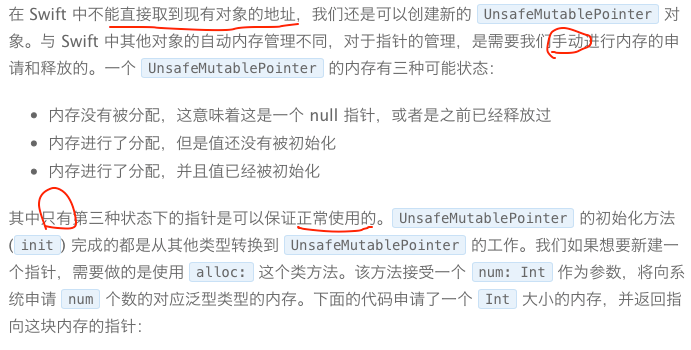 在 Swift 中不能直接取到现有对象的地址，我们还是可以创建新的 UnsafeMutablePointer 对
象。与 Swift 中其他对象的自动内存管理不同，对于指针的管理，是需要我们手动进行内存的申
请和释放的。一个 UnsafeMutablePointer 的内存有三种可能状态：
• 内存没有被分配，这意味着这是一个 null 指针，或者是之前已经释放过
• 内存进行了分配，但是值还没有被初始化
• 内存进行了分配，并且值已经被初始化
其中只有第三种状态下的指针是可以保证正常使用的。UnsafeMutablePointer 的初始化方法
(init) 完成的都是从其他类型转换到 UnsafeMutablePointer 的工作。我们如果想要新建一
个指针，需要做的是使用 alloc: 这个类方法。该方法接受一个 num: Int 作为参数，将向系
统申请 num 个数的对应泛型类型的内存。下面的代码申请了一个 Int 大小的内存，并返回指
向这块内存的指针：